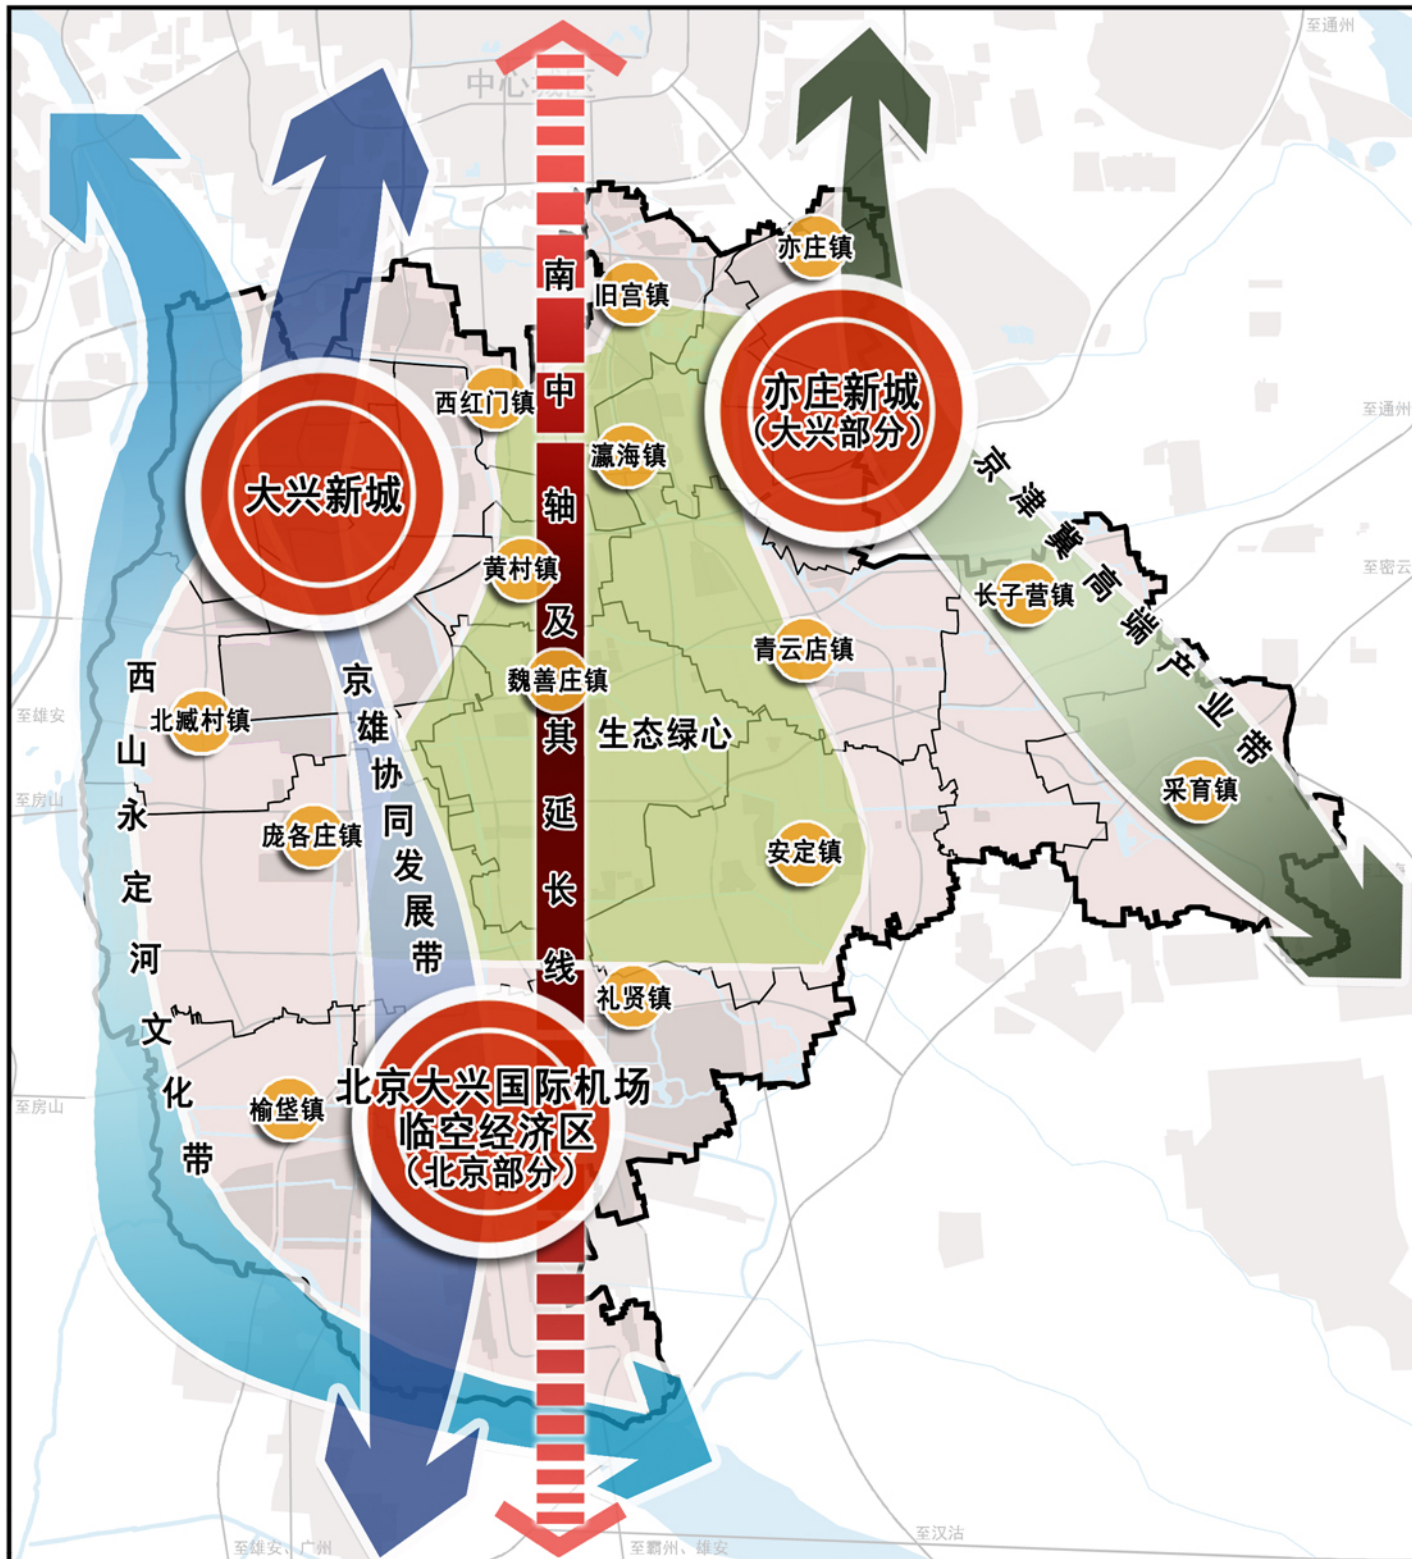 至通州
中心城区
亦庄镇
旧宫镇
西红门镇
亦庄新城
（大兴部分）
至通州
瀛海镇
大兴新城
黄村镇
长子营镇
至密云
青云店镇
魏善庄镇
生态绿心
北臧村镇
至雄安
至房山
采育镇
庞各庄镇
安定镇
礼贤镇
北京大兴国际机场
临空经济区
（北京部分）
至房山
榆垡镇
南中轴及其延长线
京津冀高端产业带
京雄协同发展带
西山永定河文化带
至雄安、广州
至霸州、雄安
至汉沽